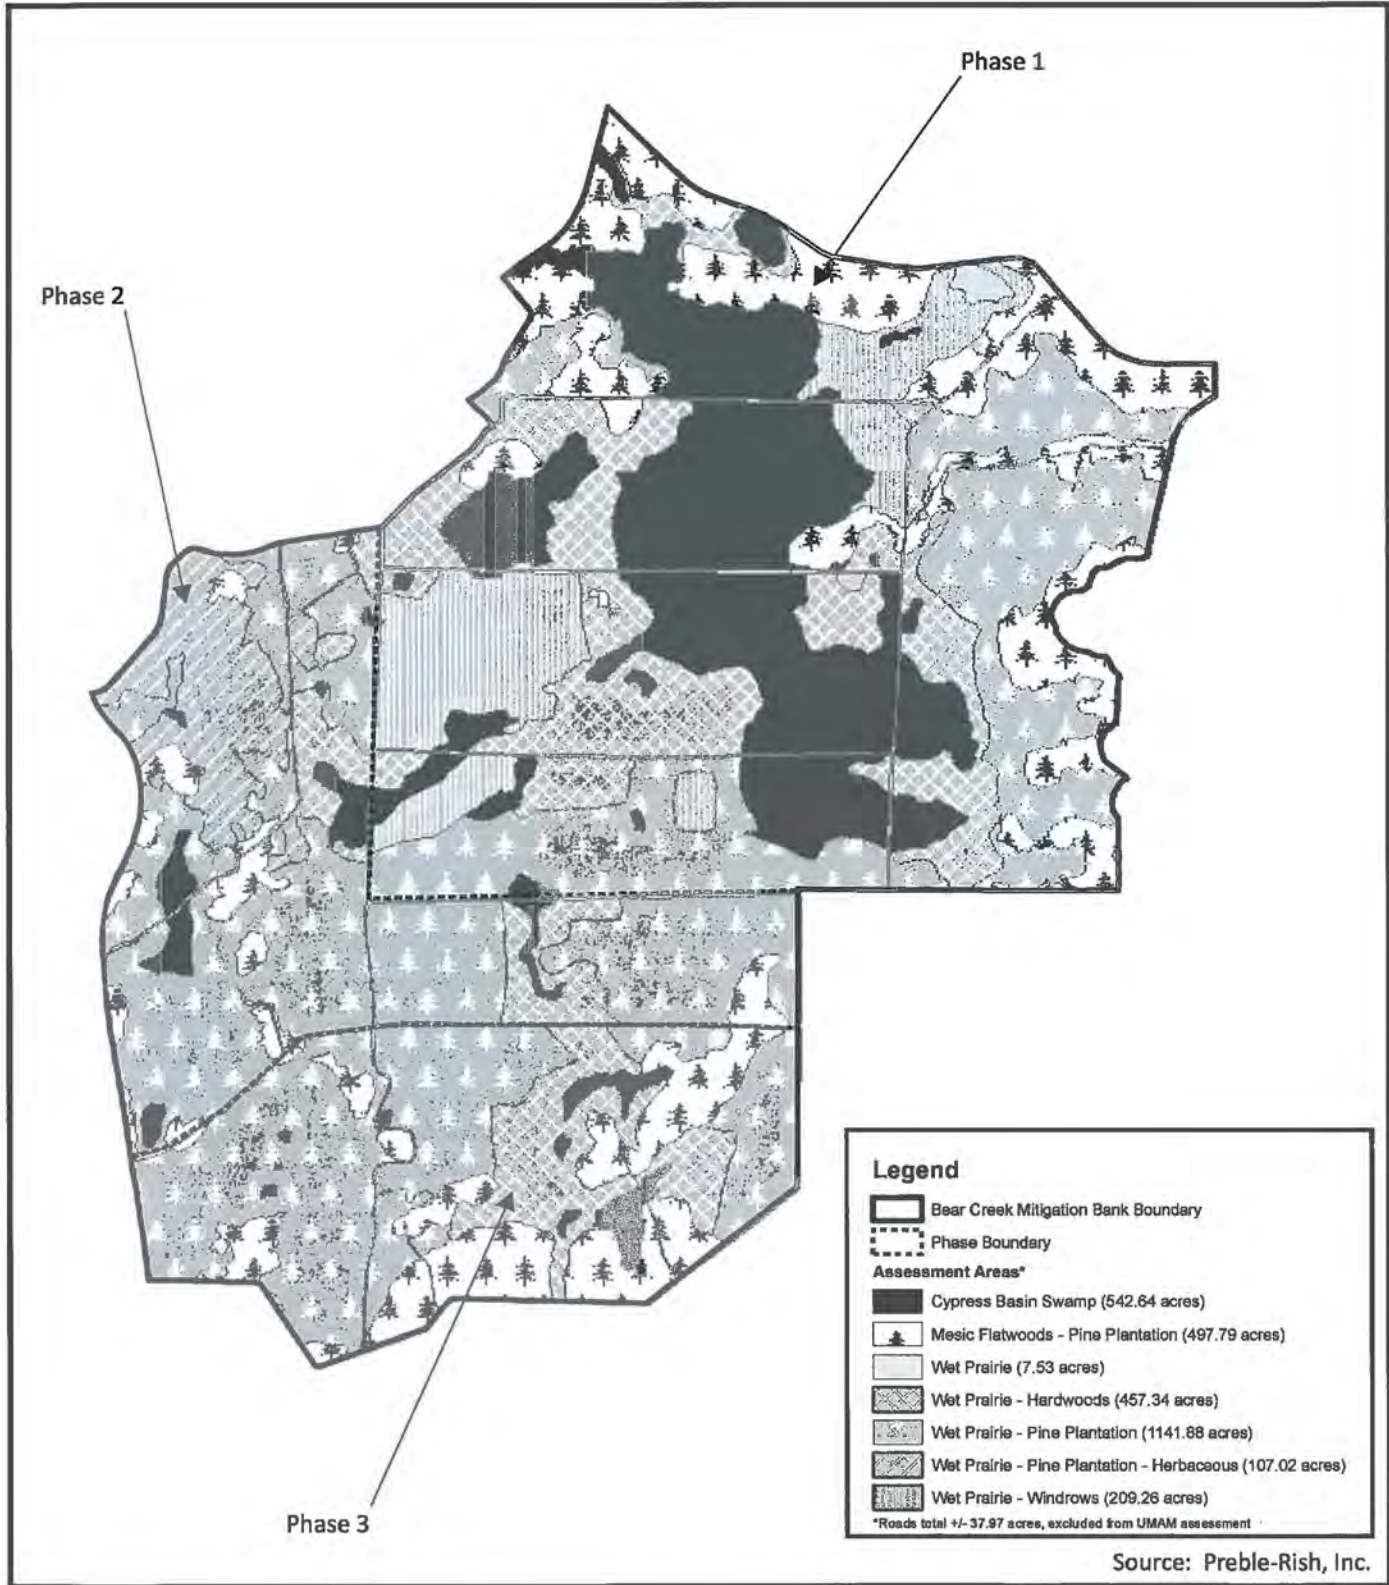 Phase 1
Phase 2
Phase 3
Legend
Bear Creek Mitigation Bank Boundary
Phase Boundary
Assessment Areas*
Cypress Basin Swamp (542.64 acres)
Mesic Flatwoods - Pine Plantation (497.79 acres)
Wet Prairie (7.53 acres)
Wet Prairie - Hardwoods (457.34 acres)
Wet Prairie - Pine Plantation (1141.88 acres)
Wet Prairie - Pine Plantation - Herbaceous (107.02 acres)
Wet Prairie - Windrows (209.26 acres)
*Roads total +/- 37.97 acres, excluded from UMAM assessment
Source: Preble-Rish, Inc.